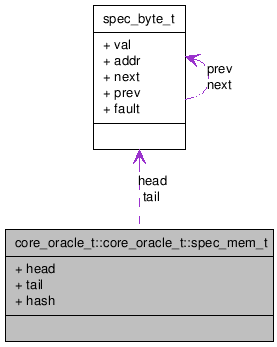 spec_byte_t
+ val
+ addr
+ next
+ prev
+ fault
prev
next
head
tail
core_oracle_t::core_oracle_t::spec_mem_t
+ head
+ tail
+ hash